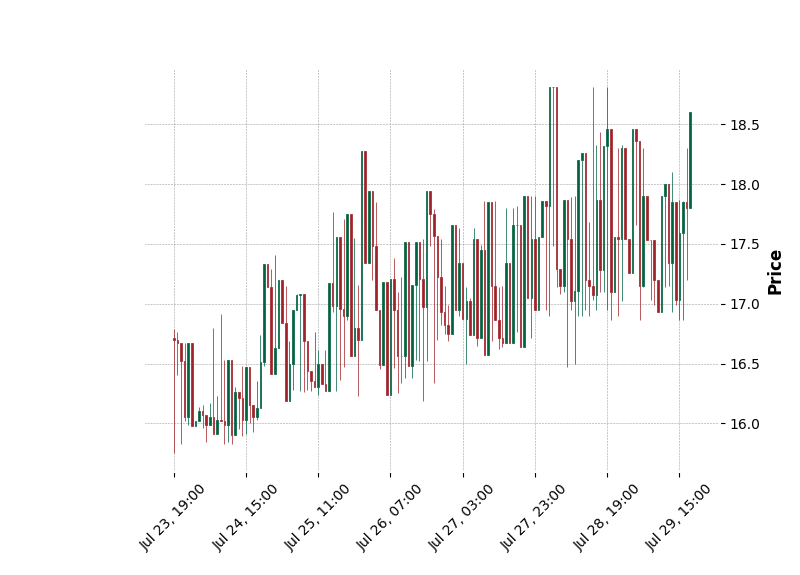 18.5
18.0
17.5
17.0
16.5
16.0
Price
Jul 23, 19:00
Jul 24, 15:00
Jul 25, 11:00
Jul 26, 07:00
Jul 27, 03:00
Jul 27, 23:00
Jul 28, 19:00
Jul 29, 15:00